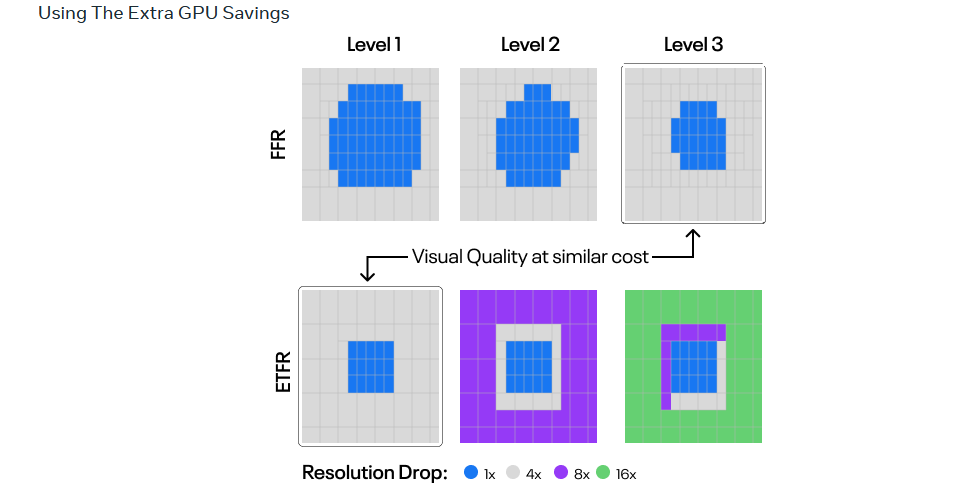 Using The Extra GPU Savings
Level 1 Level 2 Level 3
FFR
Visual Quality at similar cost
ETFR
Resolution Drop: 1x 4x 8x 16x